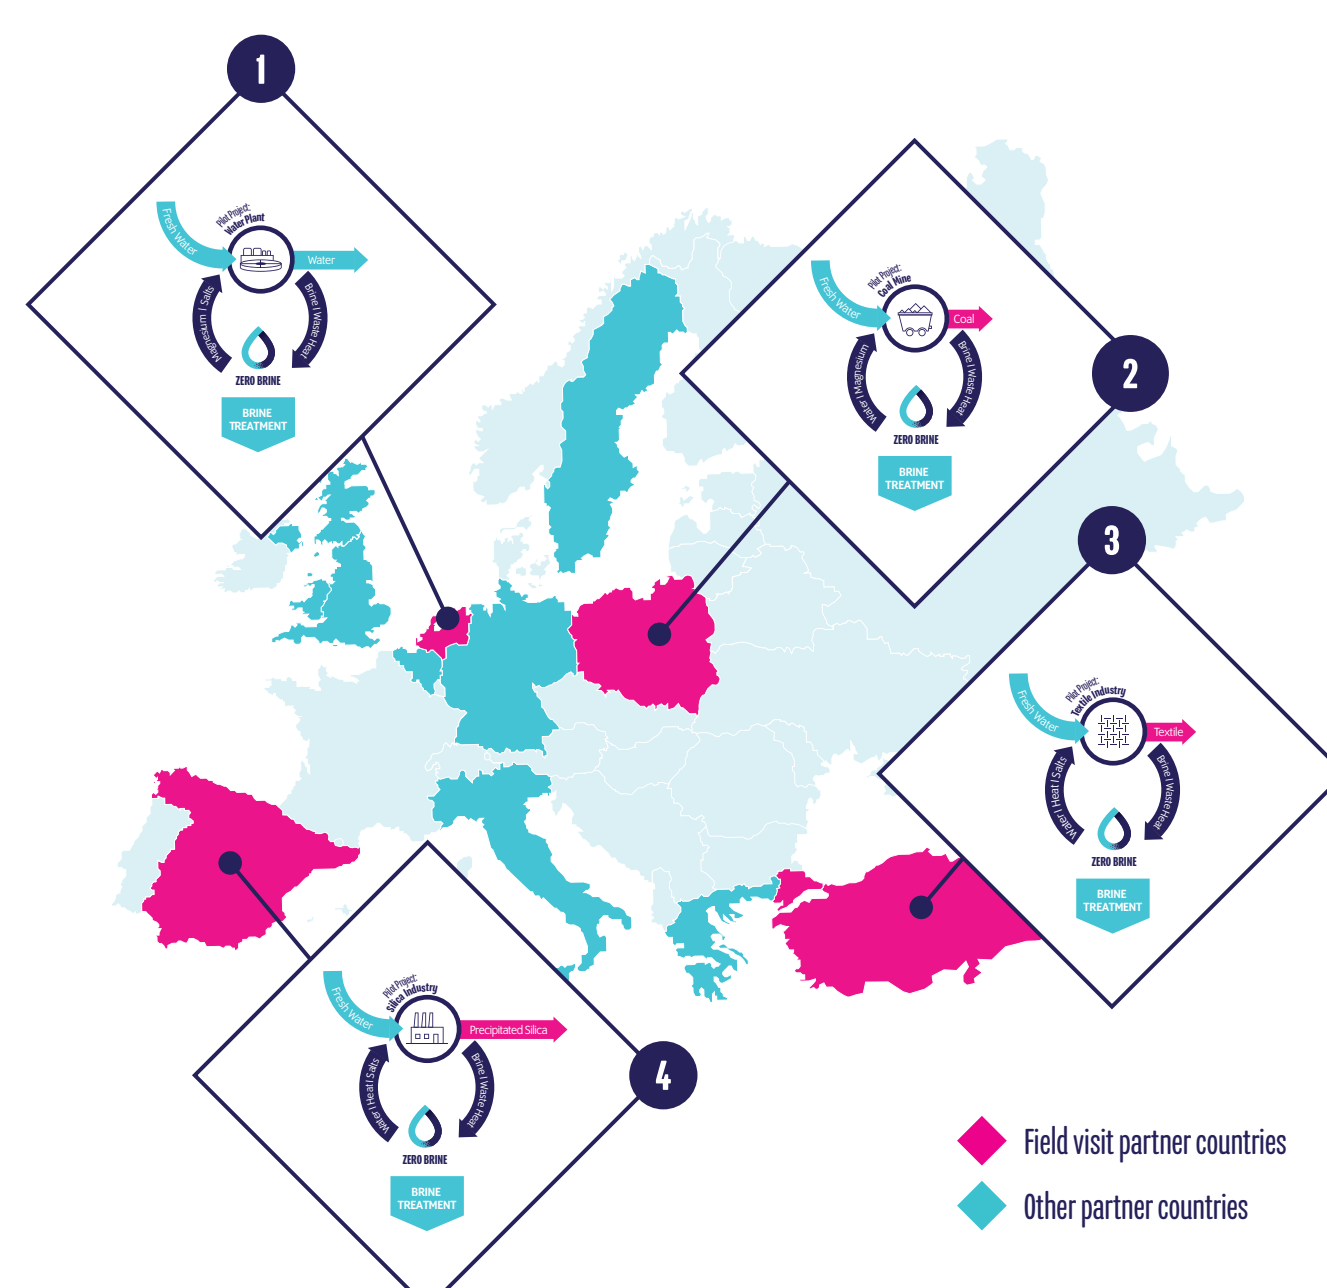 1
Pilot Project:
Water Plant
Fresh Water
Water
Magnesium | Salts
Brine | Waste Heat
ZERO BRINE
BRINE
TREATMENT
2
Pilot Project:
Coal Mine
Fresh Water
Coal
Water | Magnesium
Brine | Waste Heat
ZERO BRINE
BRINE
TREATMENT
3
Pilot Project:
Textile Industry
Fresh Water
Textile
Water | Heat | Salts
Brine | Waste Heat
ZERO BRINE
BRINE
TREATMENT
4
Pilot Project:
Silica Industry
Fresh Water
Precipitated Silica
Water | Heat | Salts
Brine | Waste Heat
ZERO BRINE
BRINE
TREATMENT
Field visit partner countries
Other partner countries